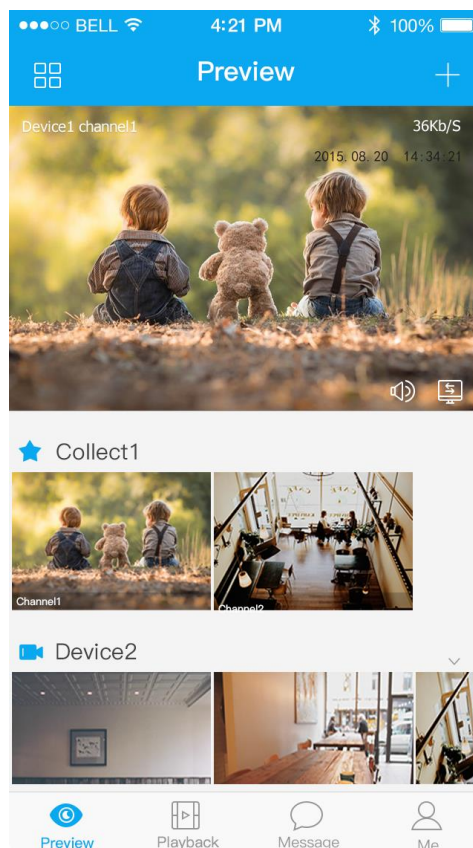 BELL 4:21 PM 100%
Preview
Device1 channel1 36Kb/S
2015. 08. 20 14:34:21
Collect1
Channel1 Channel2
Device2
Preview Playback Message Me